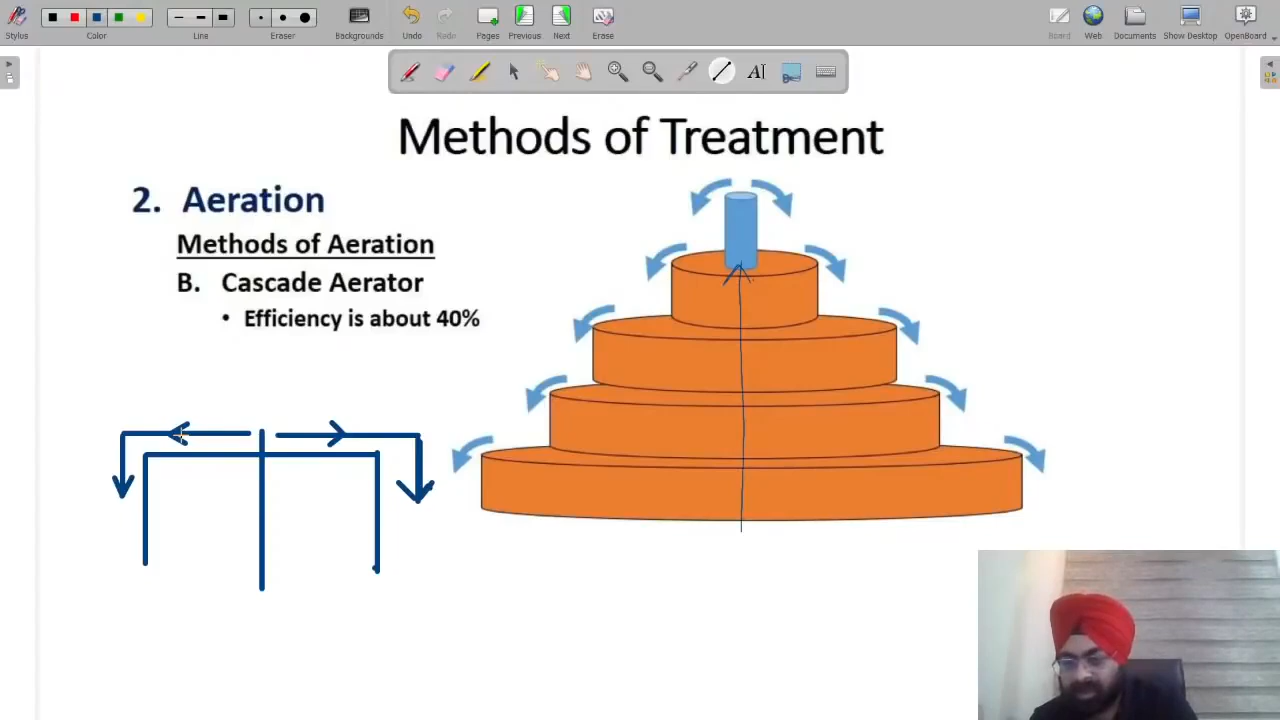 Styles
Color
Line
Eraser
Backgrounds
Undo
Redo
Pages
Previous
Next
Erase
Board
Web
Documents
Show Desktop
OpenBoard
A
Methods of Treatment
2. Aeration
Methods of Aeration
B. Cascade Aerator
• Efficiency is about 40%